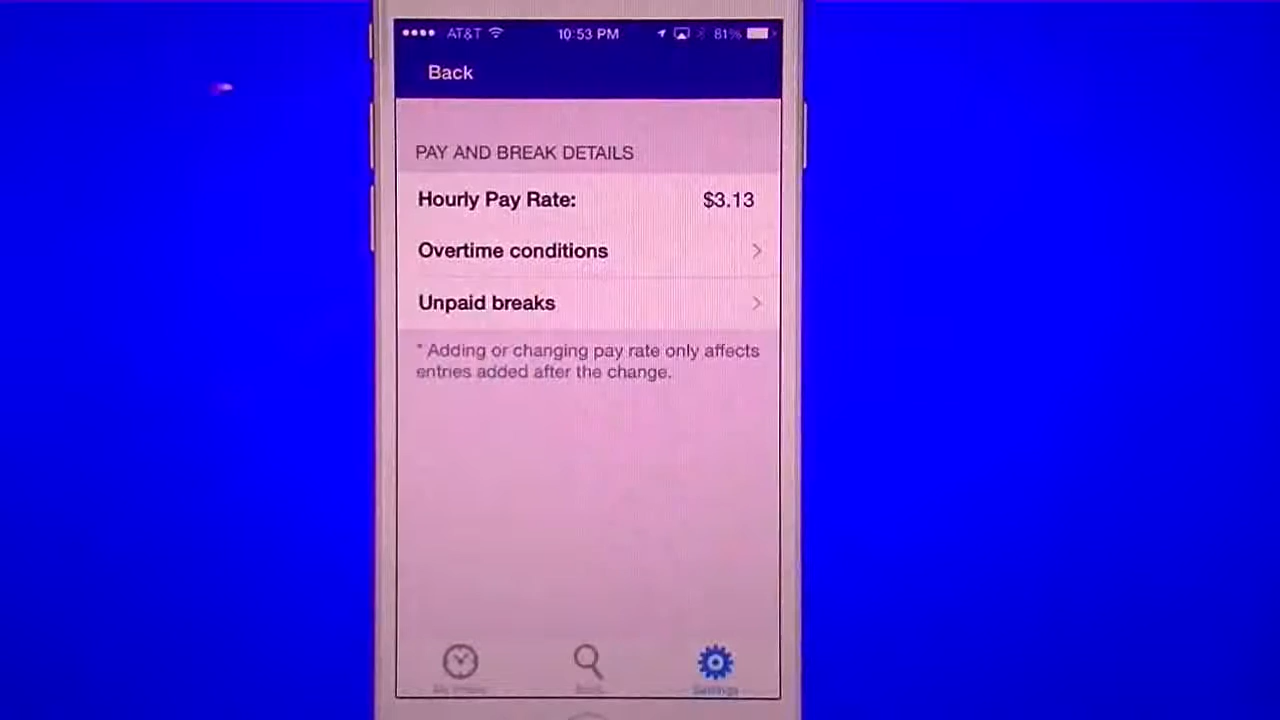 AT&T 10:53 PM 81%
Back
PAY AND BREAK DETAILS
Hourly Pay Rate: $3.13
Overtime conditions
Unpaid breaks
* Adding or changing pay rate only affects
entries added after the change.
Settings